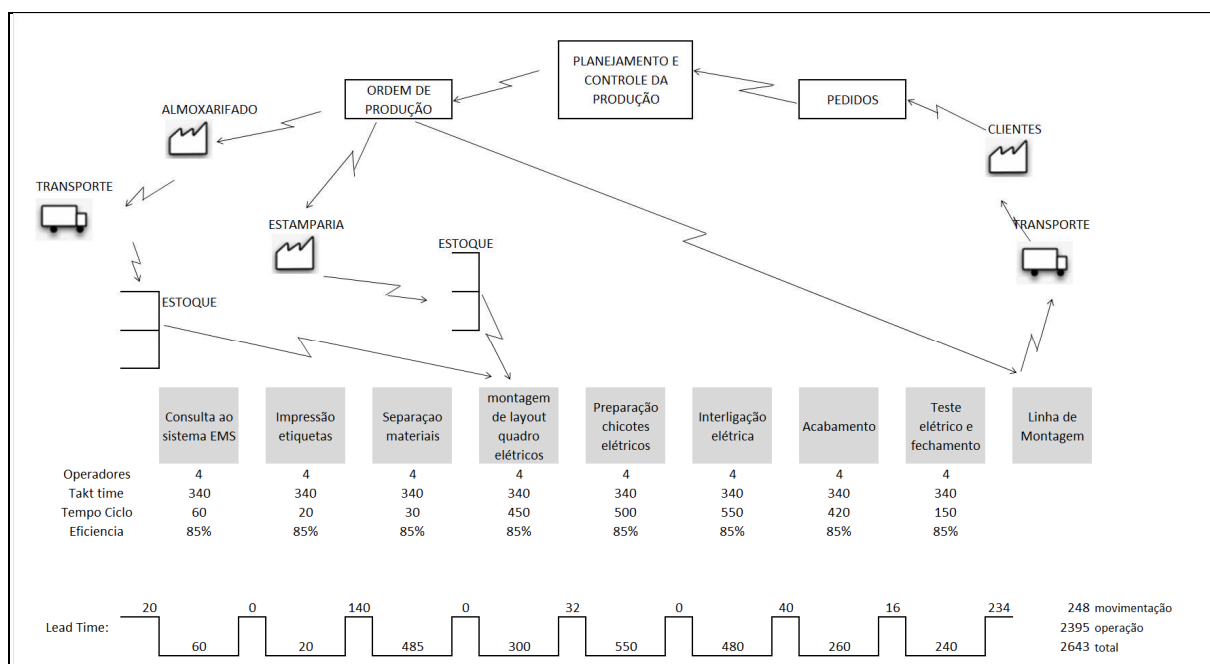 PLANEJAMENTO E
CONTROLE DA
PRODUÇÃO
ORDEM DE
PRODUÇÃO
PEDIDOS
ALMOXARIFADO
CLIENTES
TRANSPORTE
ESTAMPARIA
TRANSPORTE
ESTOQUE
ESTOQUE
Consulta ao
sistema EMS
Impressão
etiquetas
Separaçao
materiais
montagem
de layout
quadro
elétricos
Preparação
chicotes
elétricos
Interligação
elétrica
Acabamento
Teste
elétrico e
fechamento
Linha de
Montagem
Operadores 4 4 4 4 4 4 4 4
Takt time 340 340 340 340 340 340 340 340
Tempo Ciclo 60 20 30 450 500 550 420 150
Eficiencia 85% 85% 85% 85% 85% 85% 85% 85%
20 0 140 0 32 0 40 16 234 248 movimentação
Lead Time: 2395 operação
60 20 485 300 550 480 260 240 2643 total